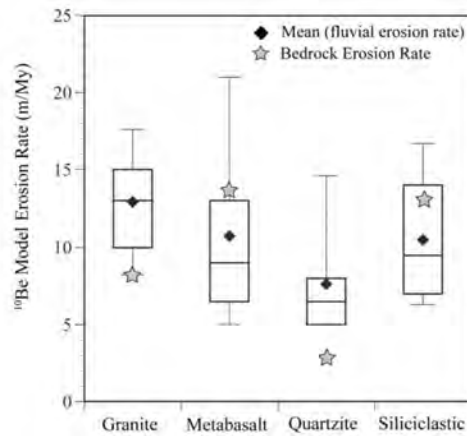 25
20
15
10
5
0
¹⁰Be Model Erosion Rate (m/My)
Mean (fluvial erosion rate)
Bedrock Erosion Rate
Granite Metabasalt Quartzite Siliciclastic